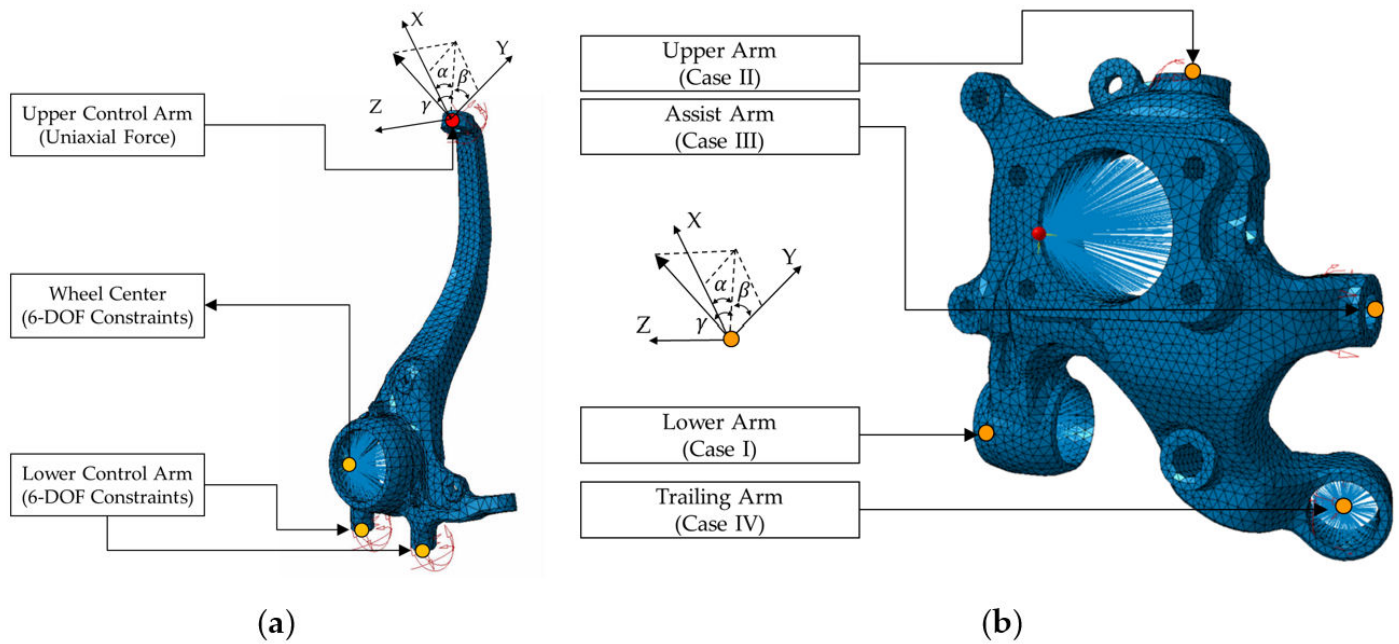 X
Y
Z
α
β
γ
Upper Control Arm
(Uniaxial Force)
Wheel Center
(6-DOF Constraints)
Lower Control Arm
(6-DOF Constraints)
(a)
Upper Arm
(Case II)
Assist Arm
(Case III)
X
Y
Z
α
β
γ
Lower Arm
(Case I)
Trailing Arm
(Case IV)
(b)